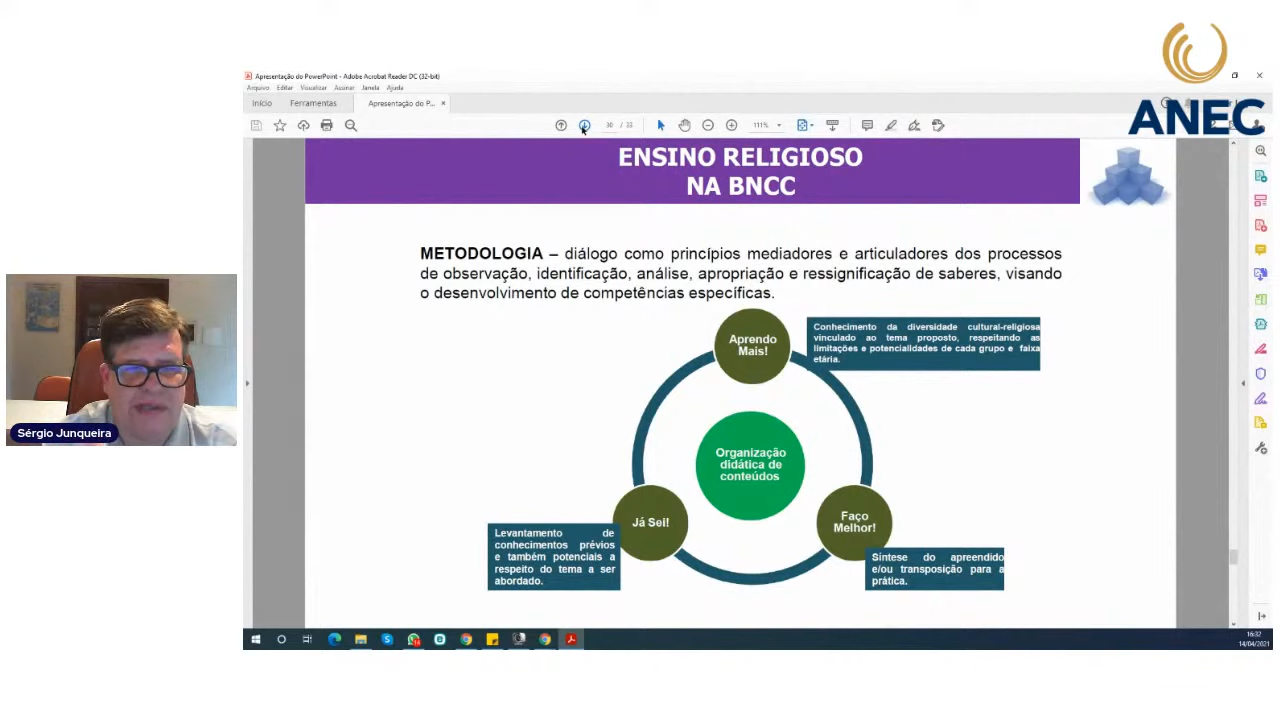 ANEC
Apresentação do PowerPoint - Adobe Acrobat Reader DC (32-bit)
Arquivo Editar Visualizar Assinar Janela Ajuda
Início Ferramentas Apresentação do P... ×
30 / 33 111%
ENSINO RELIGIOSO
NA BNCC
METODOLOGIA – diálogo como princípios mediadores e articuladores dos processos
de observação, identificação, análise, apropriação e ressignificação de saberes, visando
o desenvolvimento de competências específicas.
Aprendo
Mais!
Conhecimento da diversidade cultural-religiosa
vinculado ao tema proposto, respeitando as
limitações e potencialidades de cada grupo e faixa
etária.
Organização
didática de
conteúdos
Já Sei!
Levantamento de
conhecimentos prévios
e também potenciais a
respeito do tema a ser
abordado.
Faço
Melhor!
Síntese do apreendido
e/ou transposição para a
prática.
Sérgio Junqueira
16:32
14/04/2021